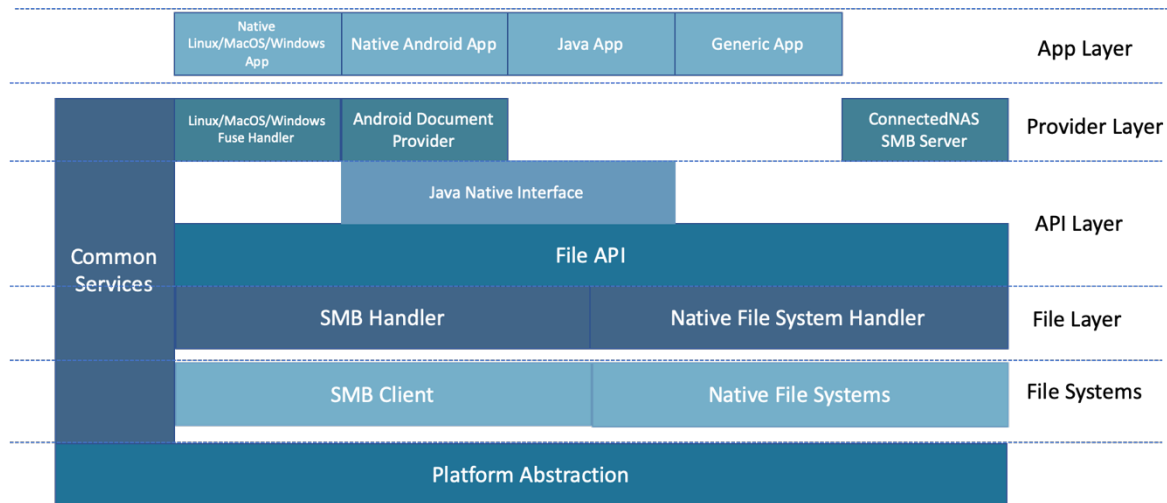 Native
Linux/MacOS/Windows
App
Native Android App
Java App
Generic App
App Layer
Linux/MacOS/Windows
Fuse Handler
Android Document
Provider
ConnectedNAS
SMB Server
Provider Layer
Java Native Interface
API Layer
Common
Services
File API
SMB Handler
Native File System Handler
File Layer
SMB Client
Native File Systems
File Systems
Platform Abstraction